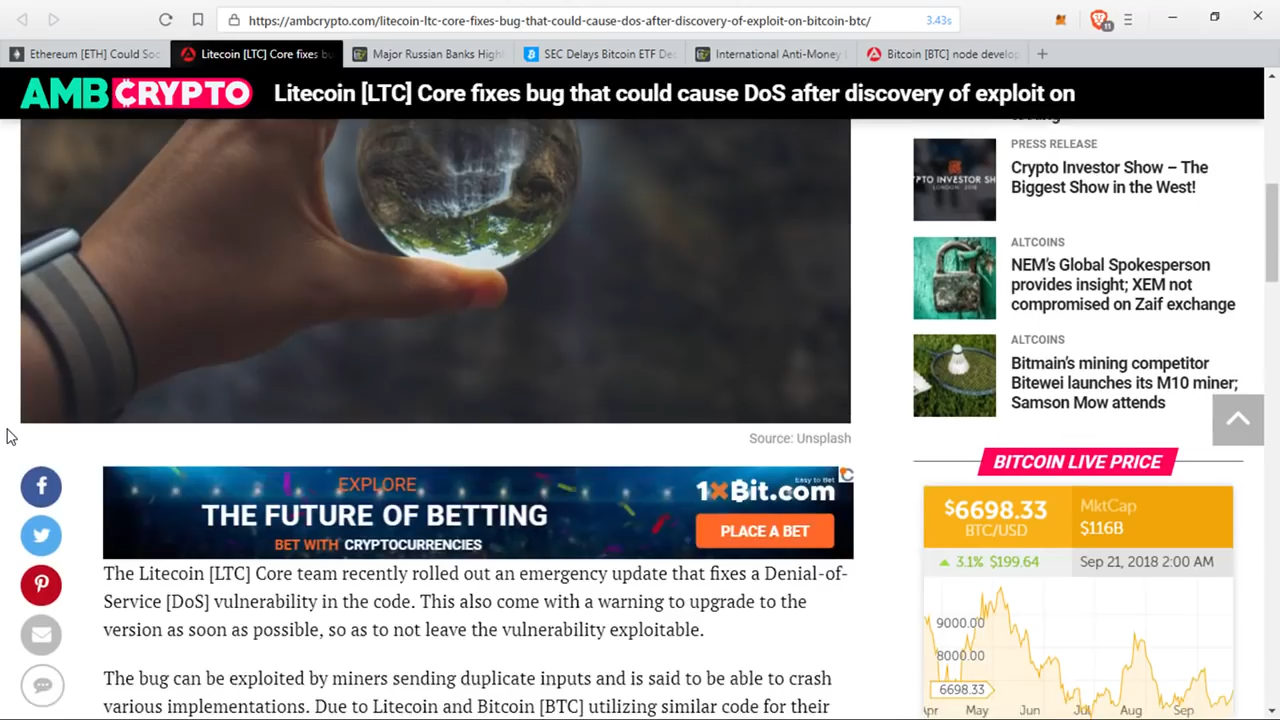 https://ambcrypto.com/litecoin-ltc-core-fixes-bug-that-could-cause-dos-after-discovery-of-exploit-on-bitcoin-btc/
3.43s
11
Ethereum [ETH] Could Soo
Litecoin [LTC] Core fixes bu
Major Russian Banks High
SEC Delays Bitcoin ETF Dec
International Anti-Money L
Bitcoin [BTC] node develop
AMBCRYPTO
Litecoin [LTC] Core fixes bug that could cause DoS after discovery of exploit on
PRESS RELEASE
Crypto Investor Show – The
Biggest Show in the West!
ALTCOINS
NEM's Global Spokesperson
provides insight; XEM not
compromised on Zaif exchange
ALTCOINS
Bitmain's mining competitor
Bitewei launches its M10 miner;
Samson Mow attends
Source: Unsplash
EXPLORE
THE FUTURE OF BETTING
BET WITH CRYPTOCURRENCIES
Easy to Bet
1XBit.com
PLACE A BET
The Litecoin [LTC] Core team recently rolled out an emergency update that fixes a Denial-of-
Service [DoS] vulnerability in the code. This also come with a warning to upgrade to the
version as soon as possible, so as to not leave the vulnerability exploitable.
The bug can be exploited by miners sending duplicate inputs and is said to be able to crash
various implementations. Due to Litecoin and Bitcoin [BTC] utilizing similar code for their
BITCOIN LIVE PRICE
$6698.33
BTC/USD
MktCap
$116B
3.1% $199.64
Sep 21, 2018 2:00 AM
9000.00
8000.00
6698.33
pr
May
Jun
Jul
Aug
Sep